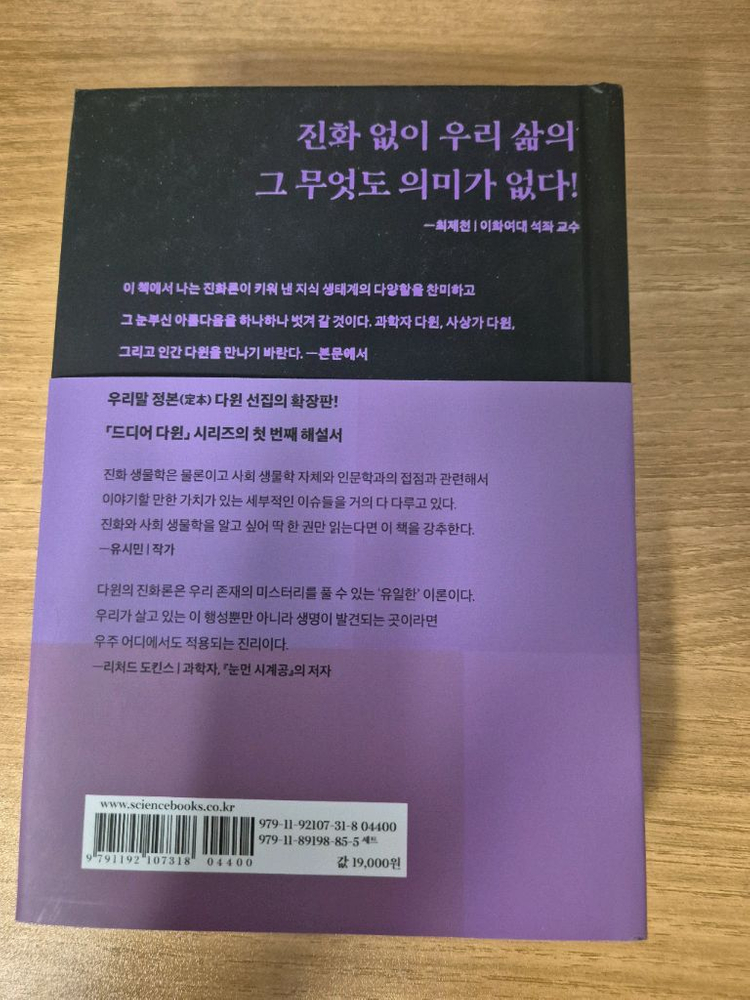 진화 없이 우리 삶의
그 무엇도 의미가 없다!
—최재천 | 이화여대 석좌 교수
이 책에서 나는 진화론이 키워 낸 지식 생태계의 다양함을 찬미하고
그 눈부신 아름다움을 하나하나 벗겨 갈 것이다. 과학자 다윈, 사상가 다윈,
그리고 인간 다윈을 만나기 바란다. —본문에서
우리말 정본(定本) 다윈 선집의 확장판!
『드디어 다윈』 시리즈의 첫 번째 해설서
진화 생물학은 물론이고 사회 생물학 자체와 인문학과의 접점과 관련해서
이야기할 만한 가치가 있는 세부적인 이슈들을 거의 다 다루고 있다.
진화와 사회 생물학을 알고 싶어 딱 한 권만 읽는다면 이 책을 강추한다.
—유시민 | 작가
다윈의 진화론은 우리 존재의 미스터리를 풀 수 있는 ‘유일한’ 이론이다.
우리가 살고 있는 이 행성뿐만 아니라 생명이 발견되는 곳이라면
우주 어디에서도 적용되는 진리이다.
—리처드 도킨스 | 과학자, 『눈먼 시계공』의 저자
www.sciencebooks.co.kr
979-11-92107-31-8 04400
979-11-89198-85-5 세트
9 791192 107318 04400
값 19,000원